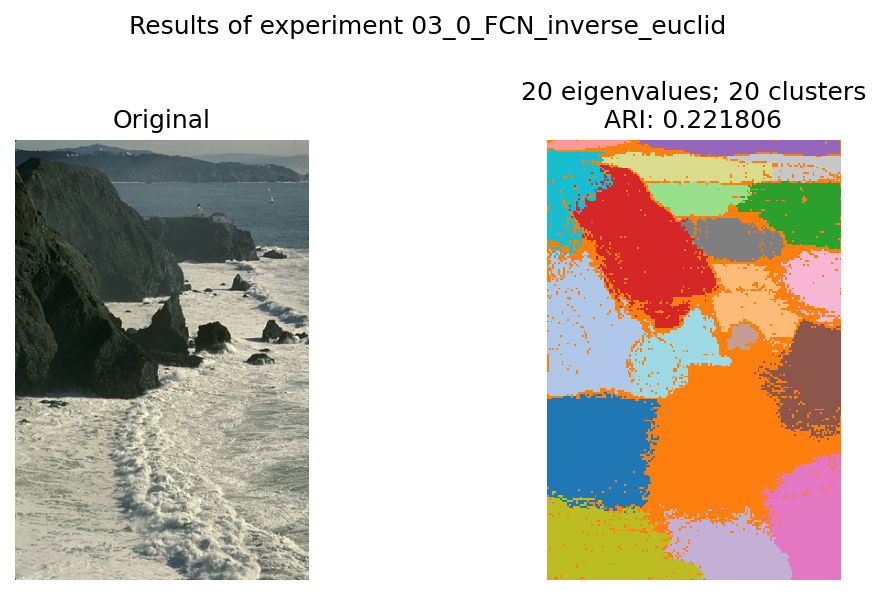 Results of experiment 03_0_FCN_inverse_euclid
Original
20 eigenvalues; 20 clusters
ARI: 0.221806